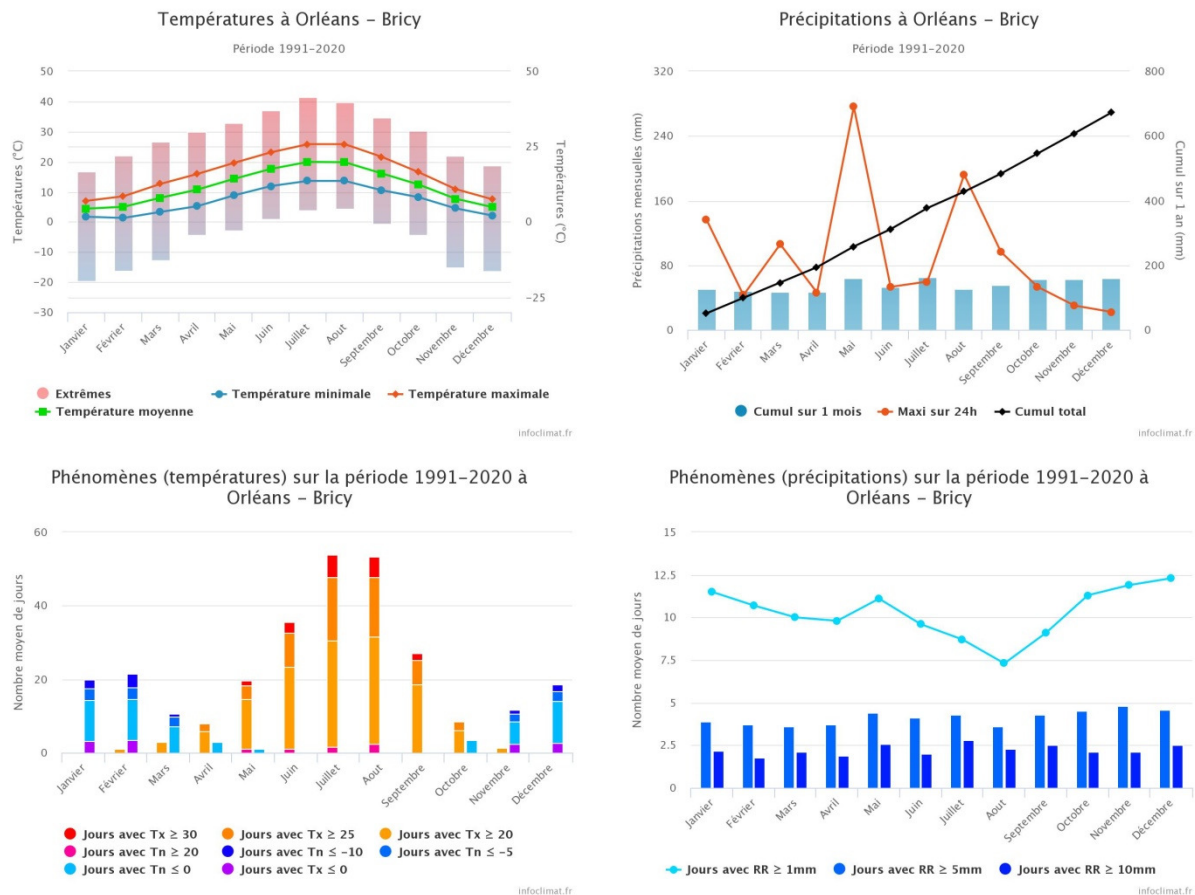 Températures à Orléans – Bricy
Période 1991–2020
50
40
30
20
10
0
−10
−20
−30
Températures (°C)
50
25
0
−25
Températures (°C)
Janvier
Février
Mars
Avril
Mai
Juin
Juillet
Aout
Septembre
Octobre
Novembre
Décembre
Extrêmes
Température minimale
Température maximale
Température moyenne
infoclimat.fr
Précipitations à Orléans – Bricy
Période 1991–2020
320
240
160
80
0
Précipitations mensuelles (mm)
800
600
400
200
0
Cumul sur 1 an (mm)
Janvier
Février
Mars
Avril
Mai
Juin
Juillet
Aout
Septembre
Octobre
Novembre
Décembre
Cumul sur 1 mois
Maxi sur 24h
Cumul total
infoclimat.fr
Phénomènes (températures) sur la période 1991–2020 à
Orléans – Bricy
60
40
20
0
Nombre moyen de jours
Janvier
Février
Mars
Avril
Mai
Juin
Juillet
Aout
Septembre
Octobre
Novembre
Décembre
Jours avec Tx ≥ 30
Jours avec Tx ≥ 25
Jours avec Tx ≥ 20
Jours avec Tn ≥ 20
Jours avec Tn ≤ -10
Jours avec Tn ≤ -5
Jours avec Tn ≤ 0
Jours avec Tx ≤ 0
infoclimat.fr
Phénomènes (précipitations) sur la période 1991–2020 à
Orléans – Bricy
15
12.5
10
7.5
5
2.5
0
Nombre moyen de jours
Janvier
Février
Mars
Avril
Mai
Juin
Juillet
Aout
Septembre
Octobre
Novembre
Décembre
Jours avec RR ≥ 1mm
Jours avec RR ≥ 5mm
Jours avec RR ≥ 10mm
infoclimat.fr